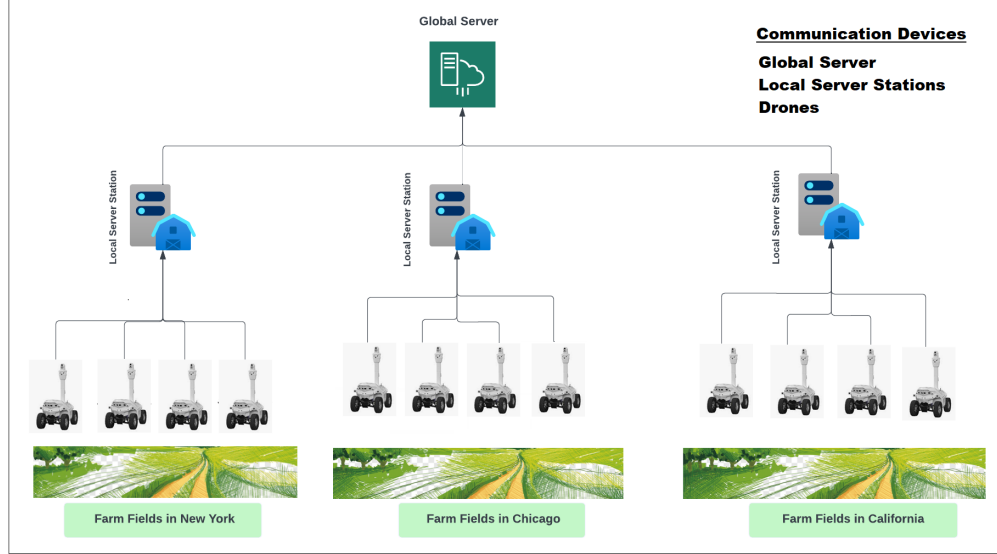 Global Server
Communication Devices
Global Server
Local Server Stations
Drones
Local Server Station
Local Server Station
Local Server Station
Farm Fields in New York
Farm Fields in Chicago
Farm Fields in California